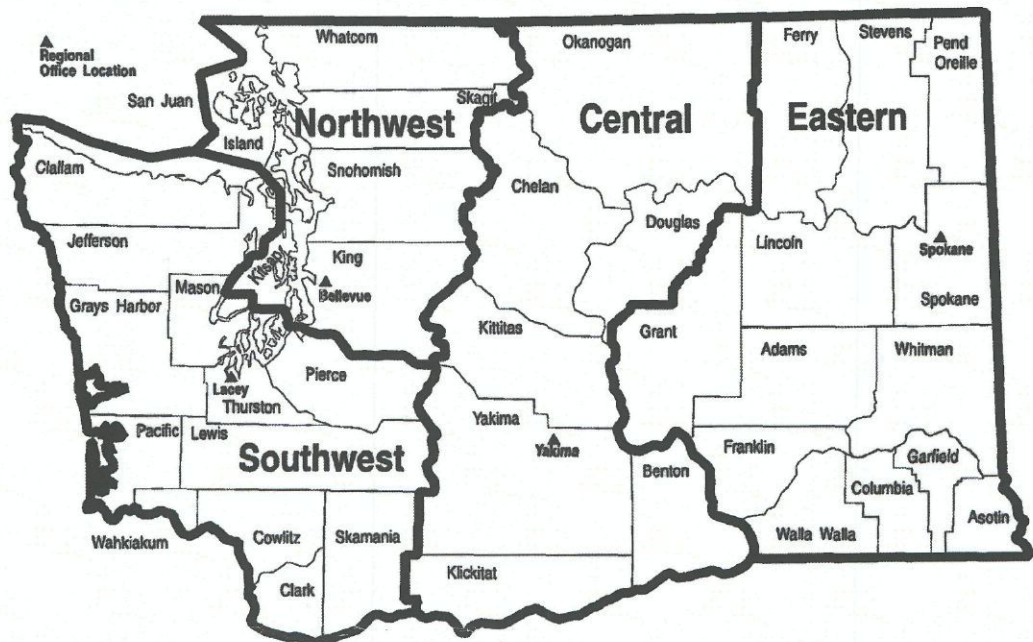 Regional
Office Location
San Juan
Whatcom
Skagit
Northwest
Island
Snohomish
King
Kitsap
Bellevue
Okanogan
Central
Chelan
Douglas
Kittitas
Yakima
Yakima
Benton
Klickitat
Ferry
Stevens
Pend
Oreille
Eastern
Lincoln
Spokane
Spokane
Grant
Adams
Whitman
Franklin
Garfield
Columbia
Walla Walla
Asotin
Clallam
Jefferson
Mason
Grays Harbor
Pierce
Lacey
Thurston
Pacific
Lewis
Southwest
Wahkiakum
Cowlitz
Skamania
Clark